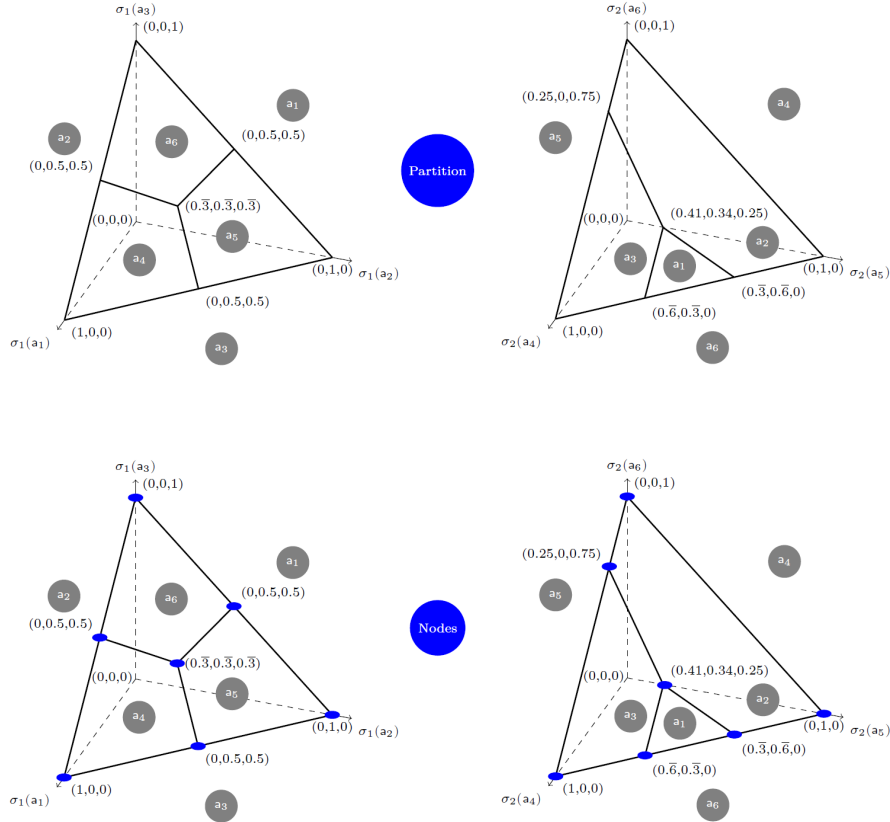 σ₁(a₃)
(0,0,1)
a₁
(0,0.5,0.5)
a₂
(0,0.5,0.5)
a₆
(0.3̅,0.3̅,0.3̅)
(0,0,0)
a₅
a₄
(0,1,0)
σ₁(a₂)
(0,0.5,0.5)
(1,0,0)
σ₁(a₁)
a₃
Partition
σ₂(a₆)
(0,0,1)
(0.25,0,0.75)
a₄
a₅
(0.41,0.34,0.25)
(0,0,0)
a₂
a₃
a₁
(0,1,0)
σ₂(a₅)
(0.3̅,0.6̅,0)
(0.6̅,0.3̅,0)
(1,0,0)
σ₂(a₄)
a₆
σ₁(a₃)
(0,0,1)
a₁
(0,0.5,0.5)
a₂
(0,0.5,0.5)
a₆
(0.3̅,0.3̅,0.3̅)
(0,0,0)
a₅
a₄
(0,1,0)
σ₁(a₂)
(0,0.5,0.5)
(1,0,0)
σ₁(a₁)
a₃
Nodes
σ₂(a₆)
(0,0,1)
(0.25,0,0.75)
a₄
a₅
(0.41,0.34,0.25)
(0,0,0)
a₂
a₃
a₁
(0,1,0)
σ₂(a₅)
(0.3̅,0.6̅,0)
(0.6̅,0.3̅,0)
(1,0,0)
σ₂(a₄)
a₆